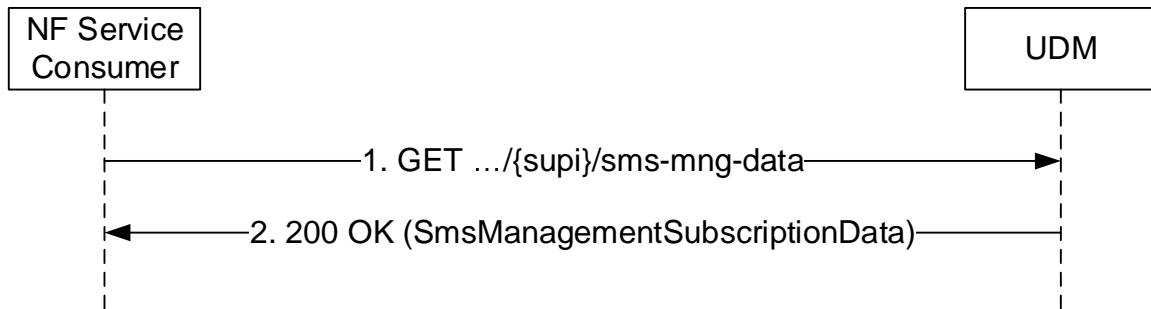 NF Service
Consumer
UDM
1. GET …/{supi}/sms-mng-data
2. 200 OK (SmsManagementSubscriptionData)